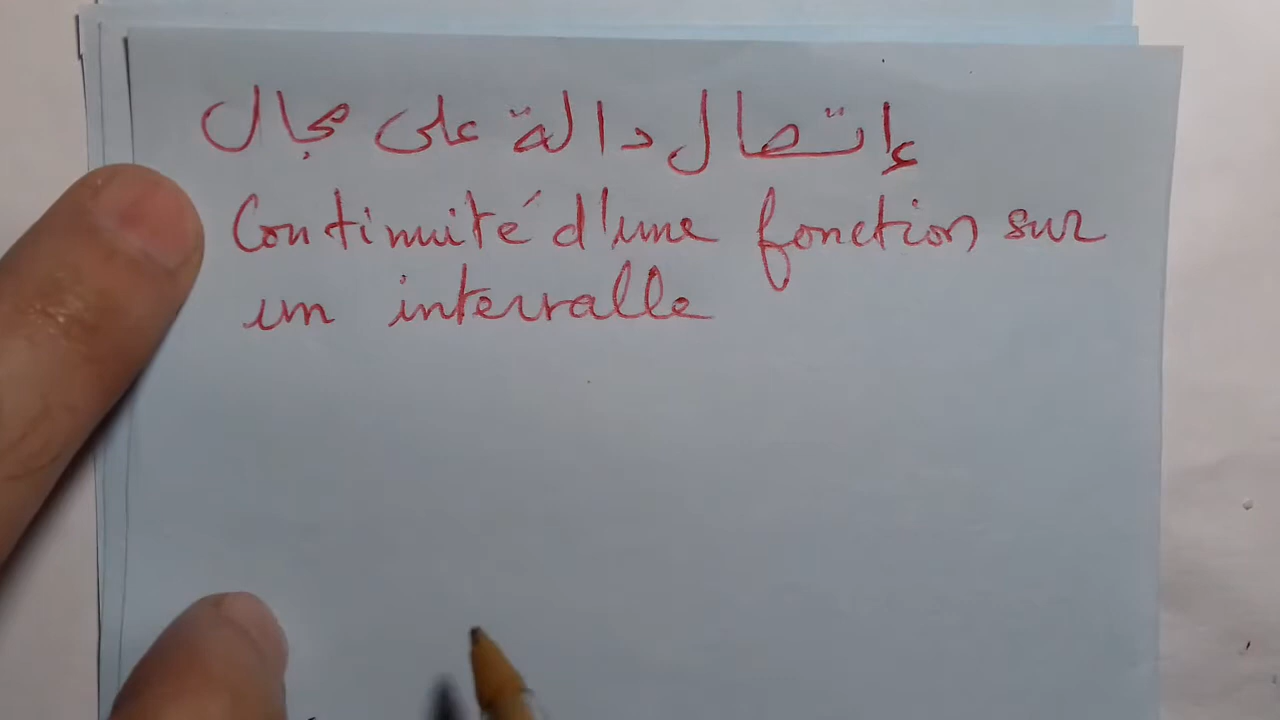 إتصال دالة على مجال
Continuité d'une fonction sur
un intervalle